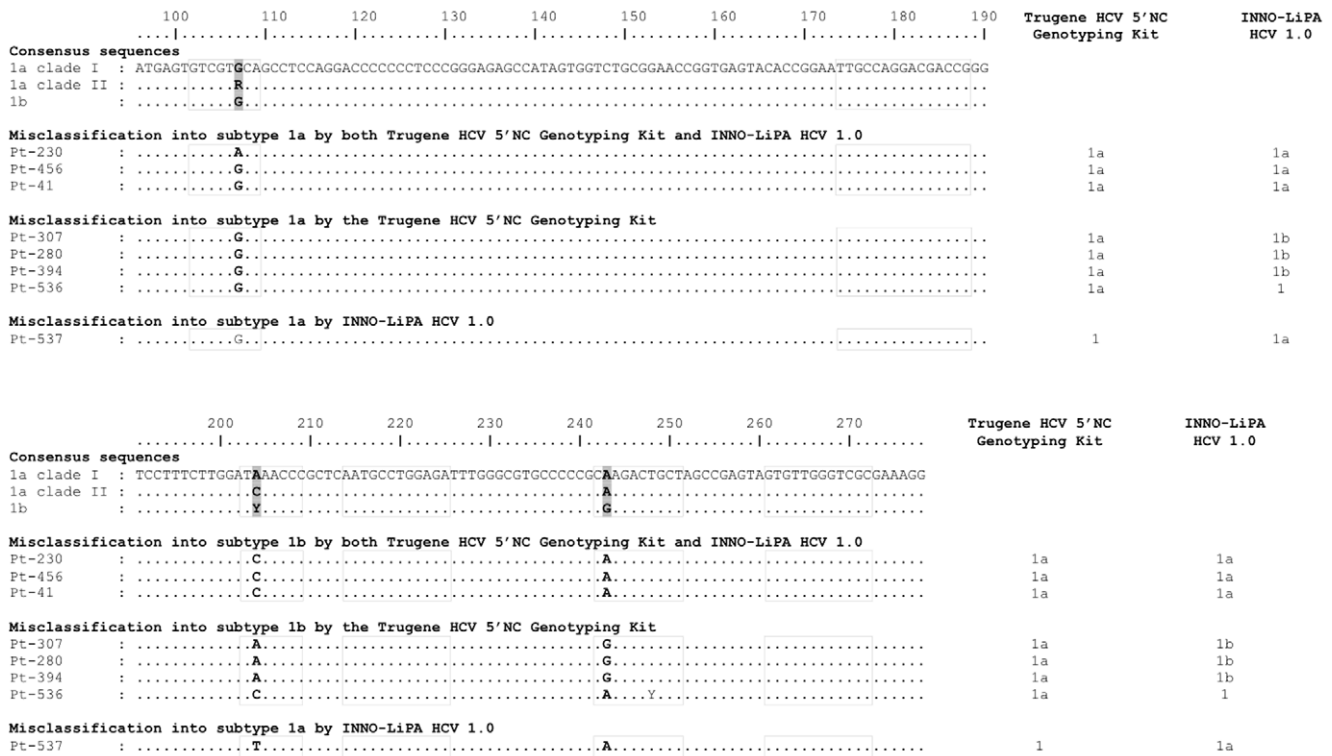 100 110 120 130 140 150 160 170 180 190 Trugene HCV 5'NC INNO-LiPA
Genotyping Kit HCV 1.0
Consensus sequences
1a clade I : ATGAGTGTCGTGCAGCCTCCAGGACCCCCCCTCCCGGGAGAGCCATAGTGGTCTGCGGAACCGGTGAGTACACCGGAATTGCCAGGACGACCGGG
1a clade II : ...........R...................................................................................
1b : ...........G...................................................................................
Misclassification into subtype 1a by both Trugene HCV 5'NC Genotyping Kit and INNO-LiPA HCV 1.0
Pt-230 : ...........A................................................................................... 1a 1a
Pt-456 : ...........G................................................................................... 1a 1a
Pt-41 : ...........G................................................................................... 1a 1a
Misclassification into subtype 1a by the Trugene HCV 5'NC Genotyping Kit
Pt-307 : ...........G................................................................................... 1a 1b
Pt-280 : ...........G................................................................................... 1a 1b
Pt-394 : ...........G................................................................................... 1a 1b
Pt-536 : ...........G................................................................................... 1a 1
Misclassification into subtype 1a by INNO-LiPA HCV 1.0
Pt-537 : ...........G................................................................................... 1 1a
200 210 220 230 240 250 260 270 Trugene HCV 5'NC INNO-LiPA
Genotyping Kit HCV 1.0
Consensus sequences
1a clade I : TCCTTTCTTGGATAAACCCGCTCAATGCCTGGAGATTTGGGCGTGCCCCCGCAAGACTGCTAGCCGAGTAGTGTTGGGTCGCGAAAGG
1a clade II : .............C......................................A...................................
1b : .............Y......................................G...................................
Misclassification into subtype 1b by both Trugene HCV 5'NC Genotyping Kit and INNO-LiPA HCV 1.0
Pt-230 : .............C......................................A................................... 1a 1a
Pt-456 : .............C......................................A................................... 1a 1a
Pt-41 : .............C......................................A................................... 1a 1a
Misclassification into subtype 1b by the Trugene HCV 5'NC Genotyping Kit
Pt-307 : .............A......................................G................................... 1a 1b
Pt-280 : .............A......................................G................................... 1a 1b
Pt-394 : .............A......................................G................................... 1a 1b
Pt-536 : .............C......................................A....Y.............................. 1a 1
Misclassification into subtype 1a by INNO-LiPA HCV 1.0
Pt-537 : .............T......................................A................................... 1 1a